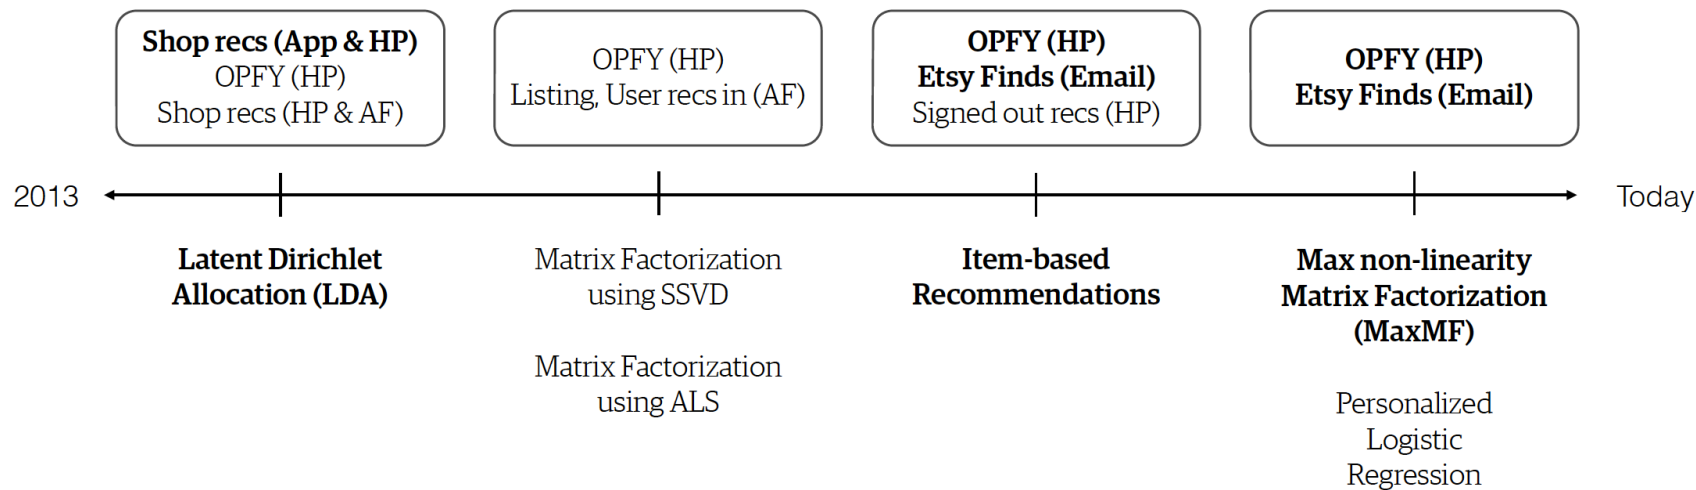 Shop recs (App & HP)
OPFY (HP)
Shop recs (HP & AF)
OPFY (HP)
Listing, User recs in (AF)
OPFY (HP)
Etsy Finds (Email)
Signed out recs (HP)
OPFY (HP)
Etsy Finds (Email)
2013
Today
Latent Dirichlet
Allocation (LDA)
Matrix Factorization
using SSVD
Matrix Factorization
using ALS
Item-based
Recommendations
Max non-linearity
Matrix Factorization
(MaxMF)
Personalized
Logistic
Regression